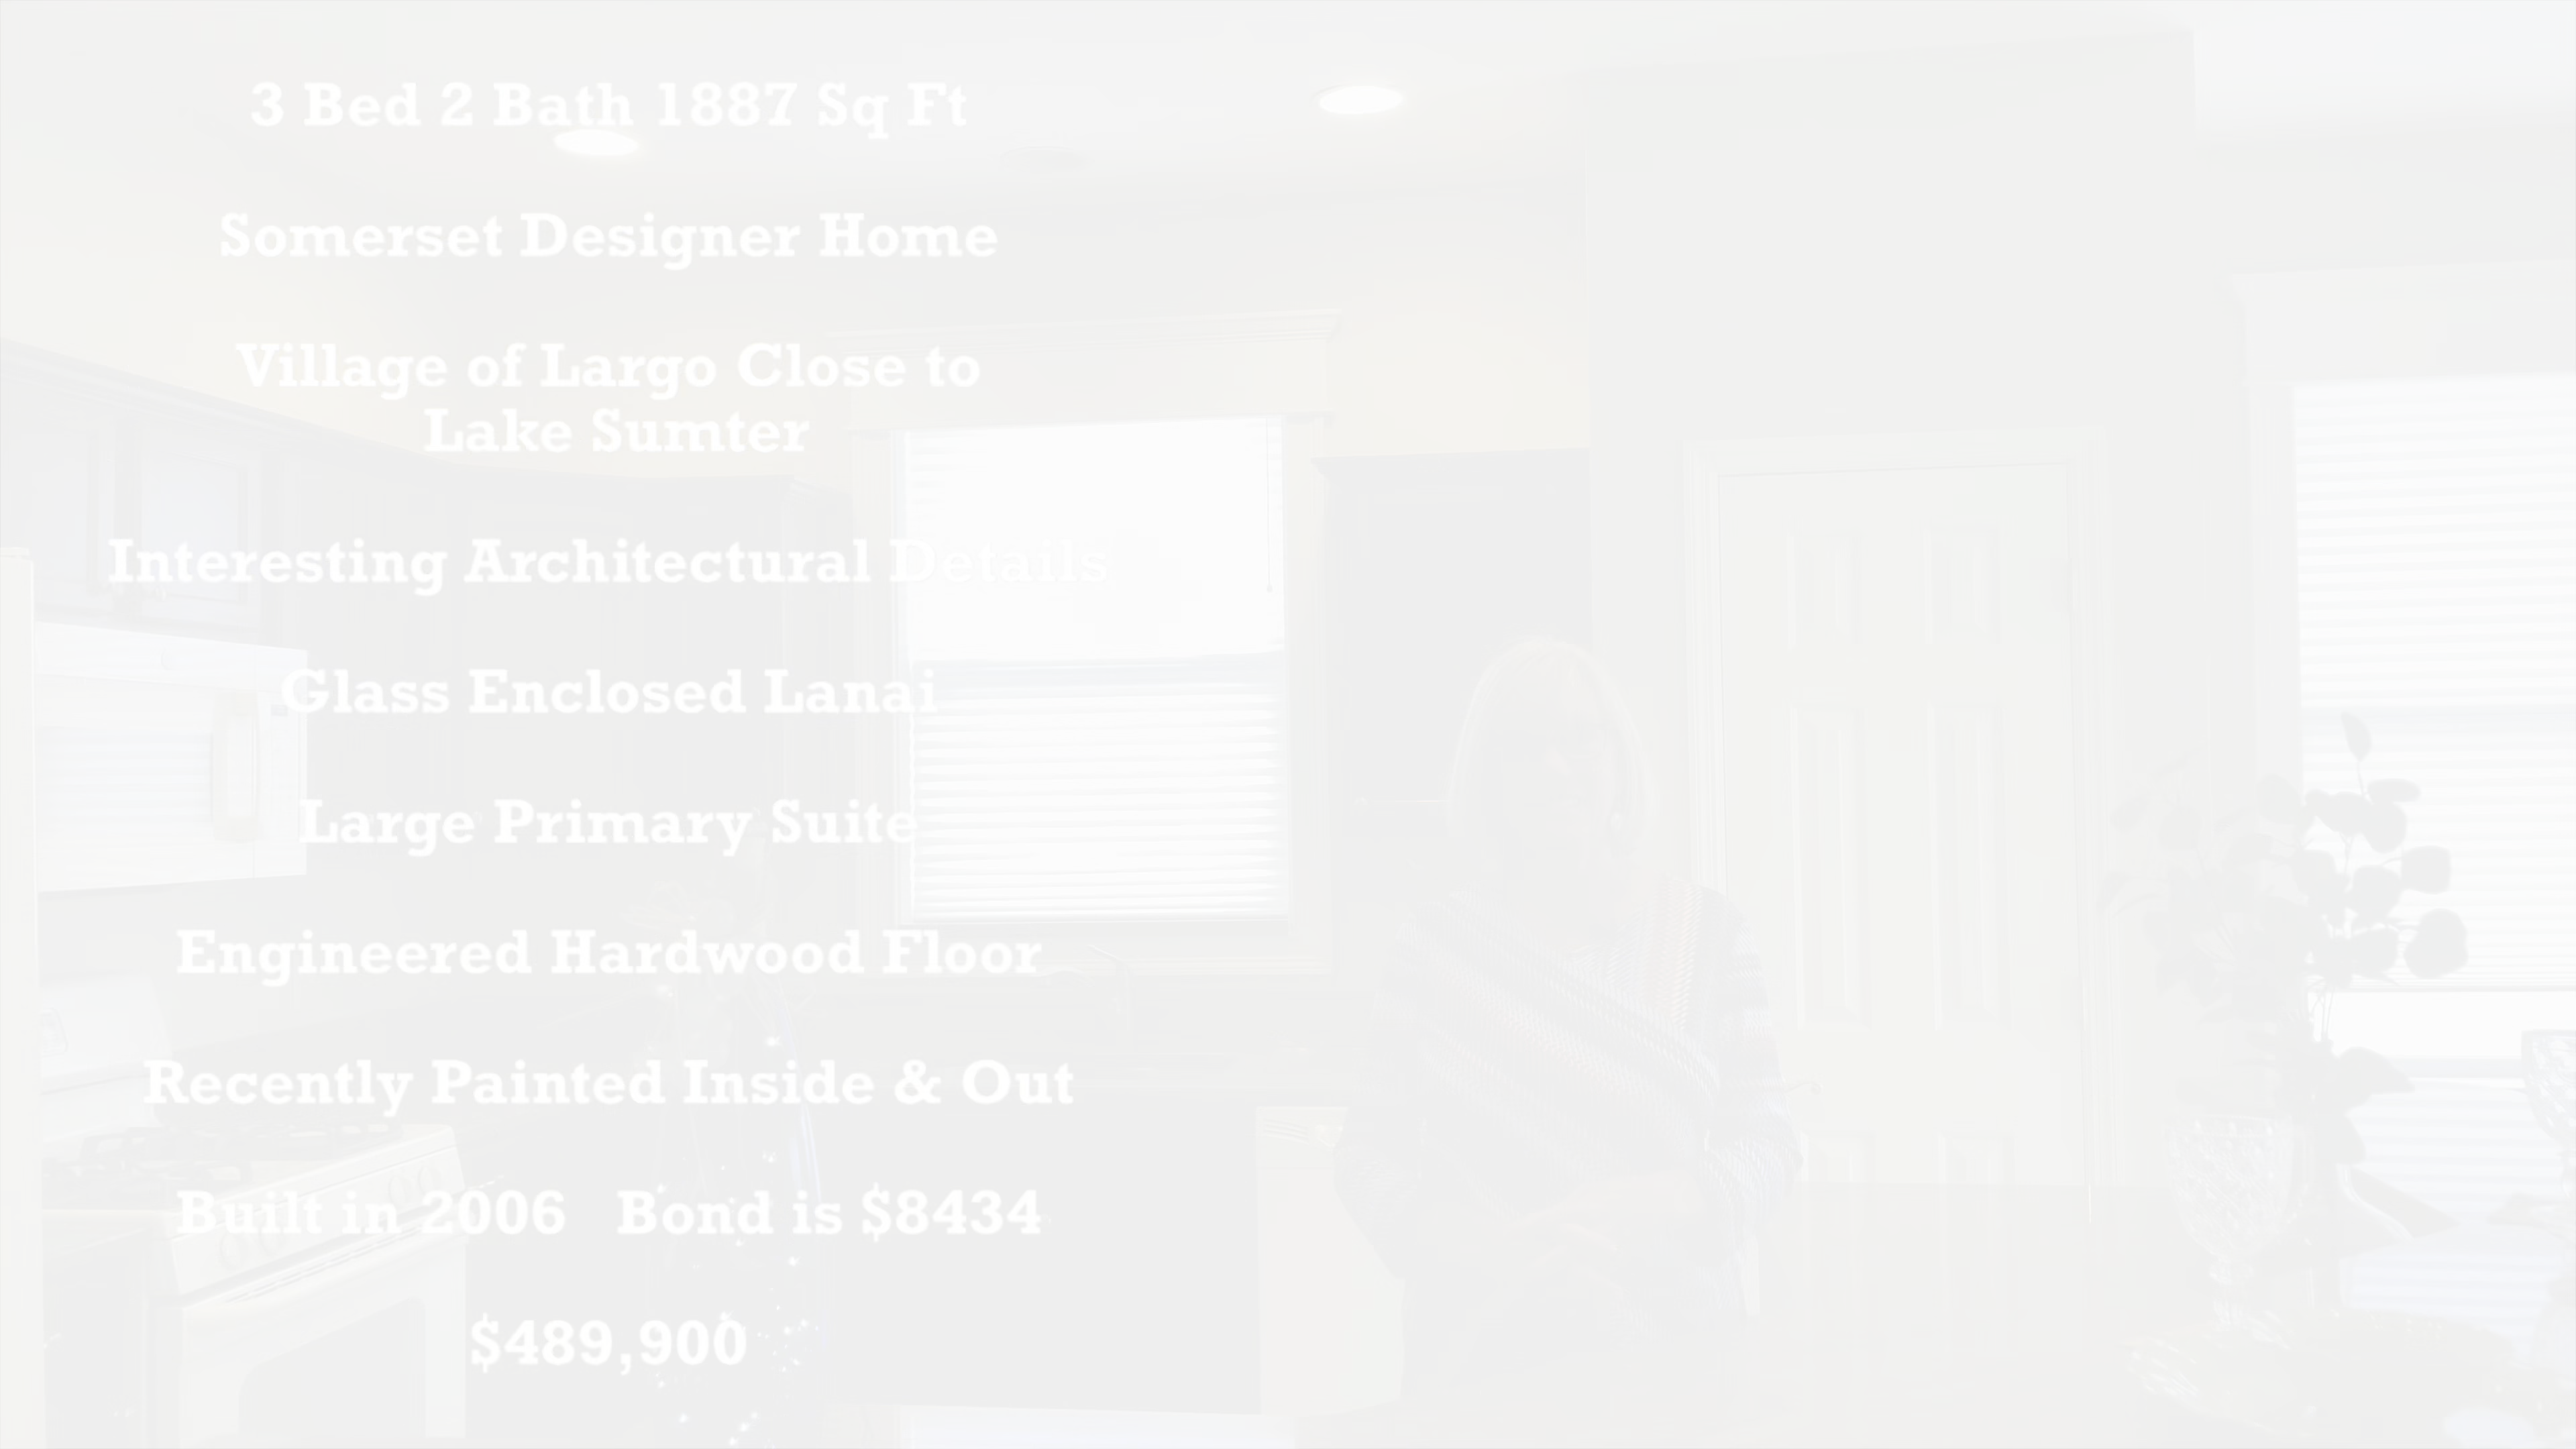 3 Bed 2 Bath 1887 Sq Ft
Somerset Designer Home
Village of Largo Close to
Lake Sumter
Interesting Architectural Details
Glass Enclosed Lanai
Large Primary Suite
Engineered Hardwood Floor
Recently Painted Inside & Out
Built in 2006 Bond is $8434
$489,900